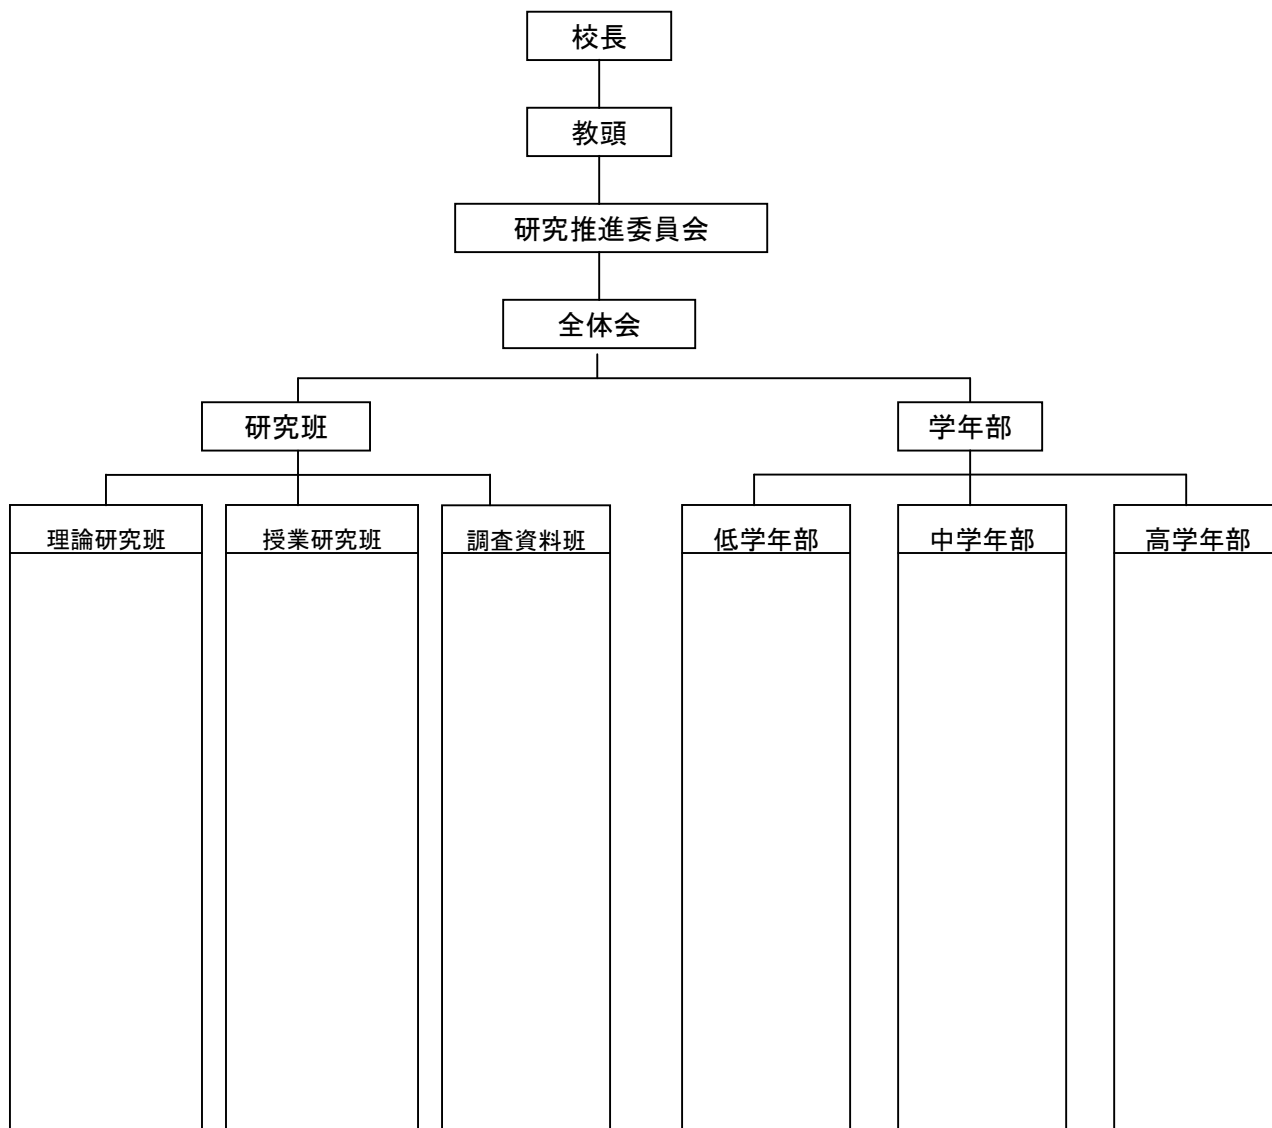 校長
教頭
研究推進委員会
全体会
研究班
学年部
理論研究班
授業研究班
調査資料班
低学年部
中学年部
高学年部